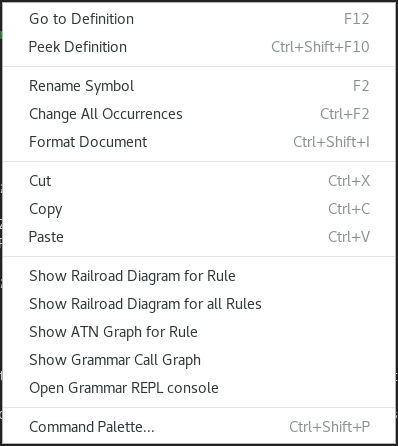 Go to Definition F12
Peek Definition Ctrl+Shift+F10
Rename Symbol F2
Change All Occurrences Ctrl+F2
Format Document Ctrl+Shift+I
Cut Ctrl+X
Copy Ctrl+C
Paste Ctrl+V
Show Railroad Diagram for Rule
Show Railroad Diagram for all Rules
Show ATN Graph for Rule
Show Grammar Call Graph
Open Grammar REPL console
Command Palette... Ctrl+Shift+P